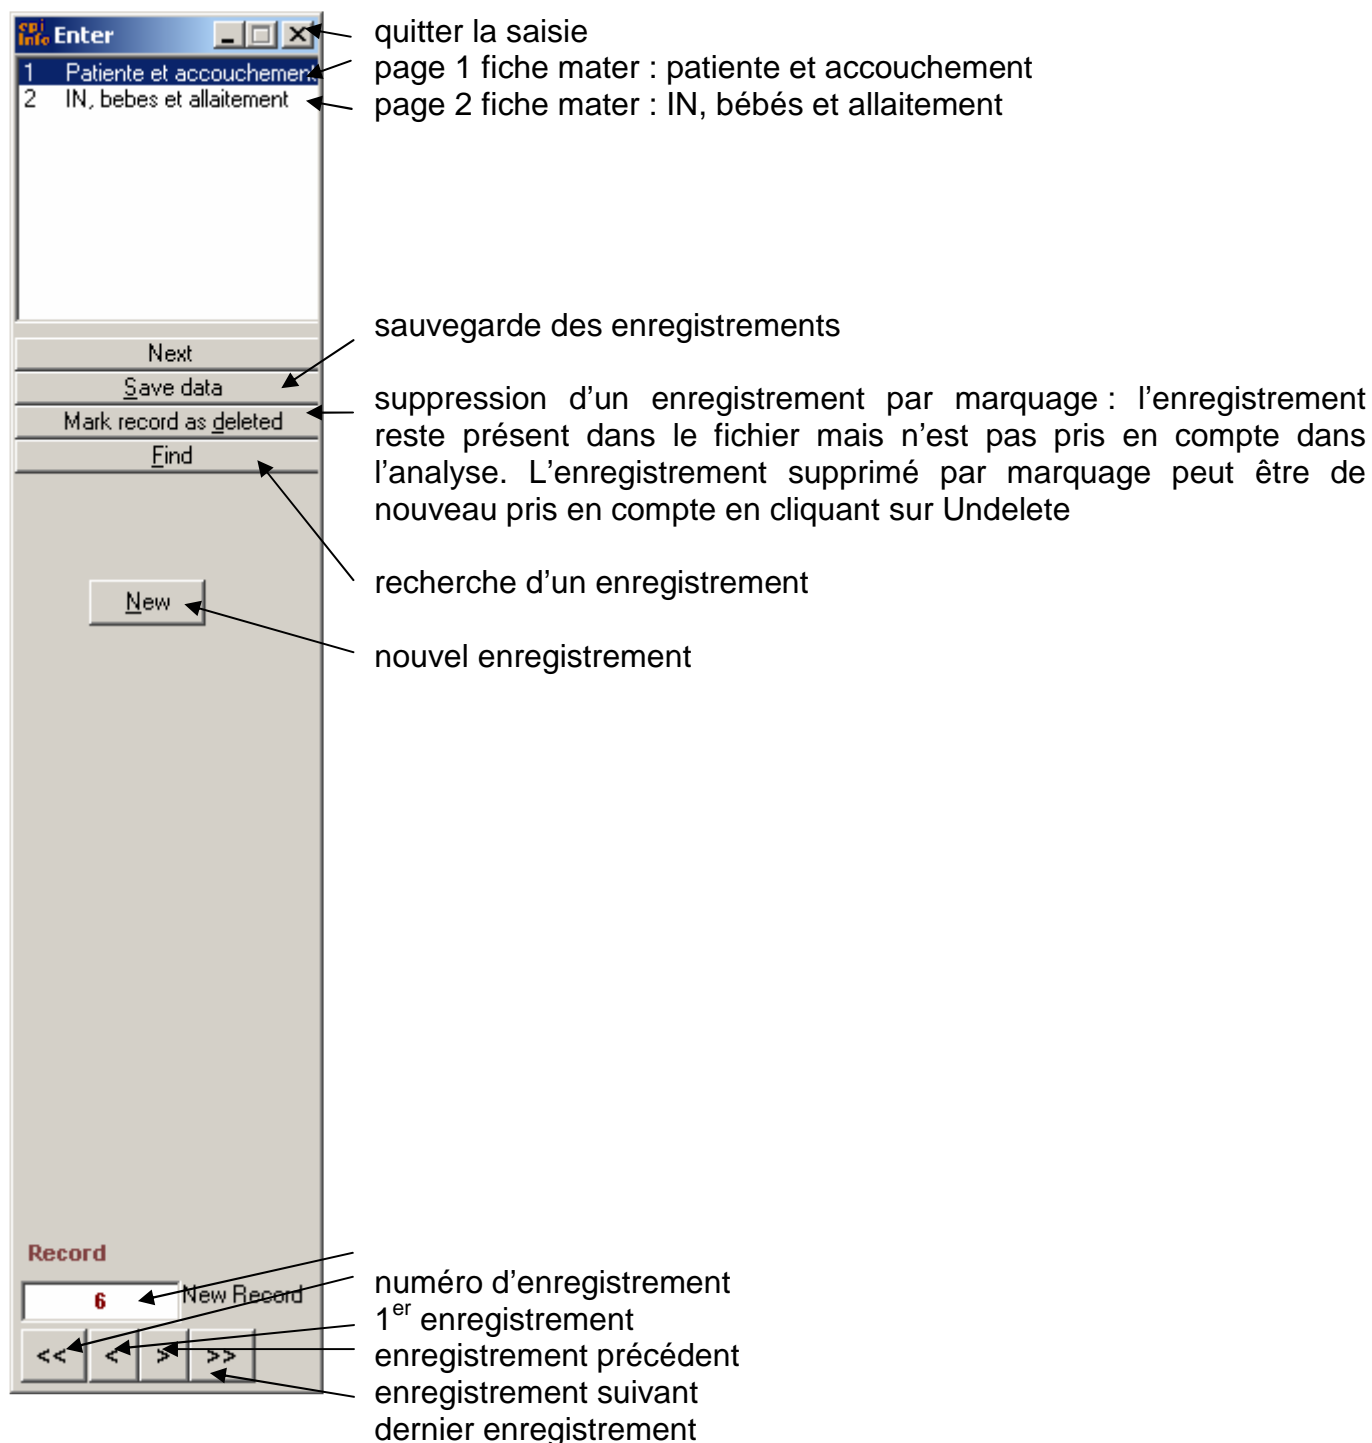 epi info Enter
quitter la saisie
1 Patiente et accouchement
page 1 fiche mater : patiente et accouchement
2 IN, bebes et allaitement
page 2 fiche mater : IN, bébés et allaitement
sauvegarde des enregistrements
Next
Save data
Mark record as deleted
Find
suppression d’un enregistrement par marquage : l’enregistrement
reste présent dans le fichier mais n’est pas pris en compte dans
l’analyse. L’enregistrement supprimé par marquage peut être de
nouveau pris en compte en cliquant sur Undelete
recherche d’un enregistrement
New
nouvel enregistrement
Record
6 New Record
<< < > >>
numéro d’enregistrement
1er enregistrement
enregistrement précédent
enregistrement suivant
dernier enregistrement